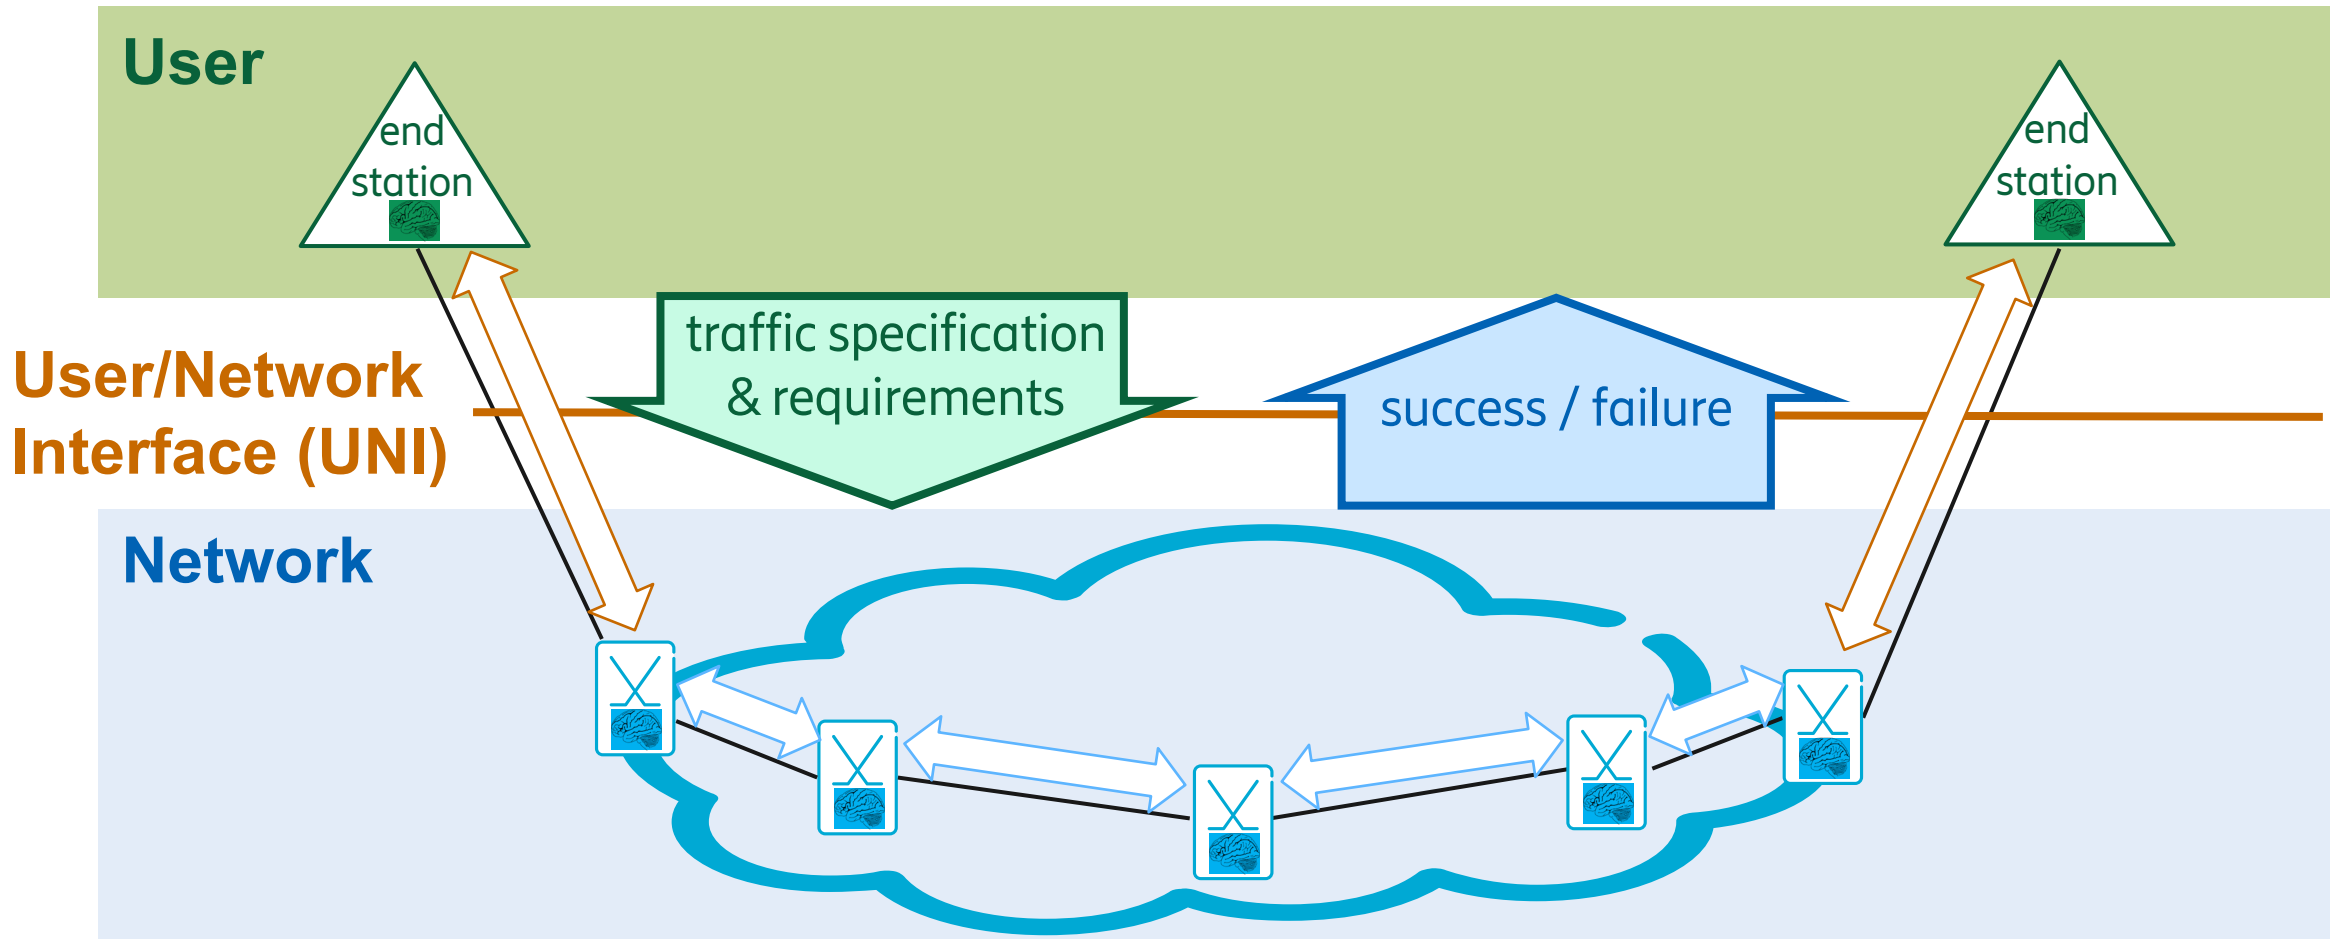 User
end
station
end
station
traffic specification
& requirements
success / failure
User/Network
Interface (UNI)
Network